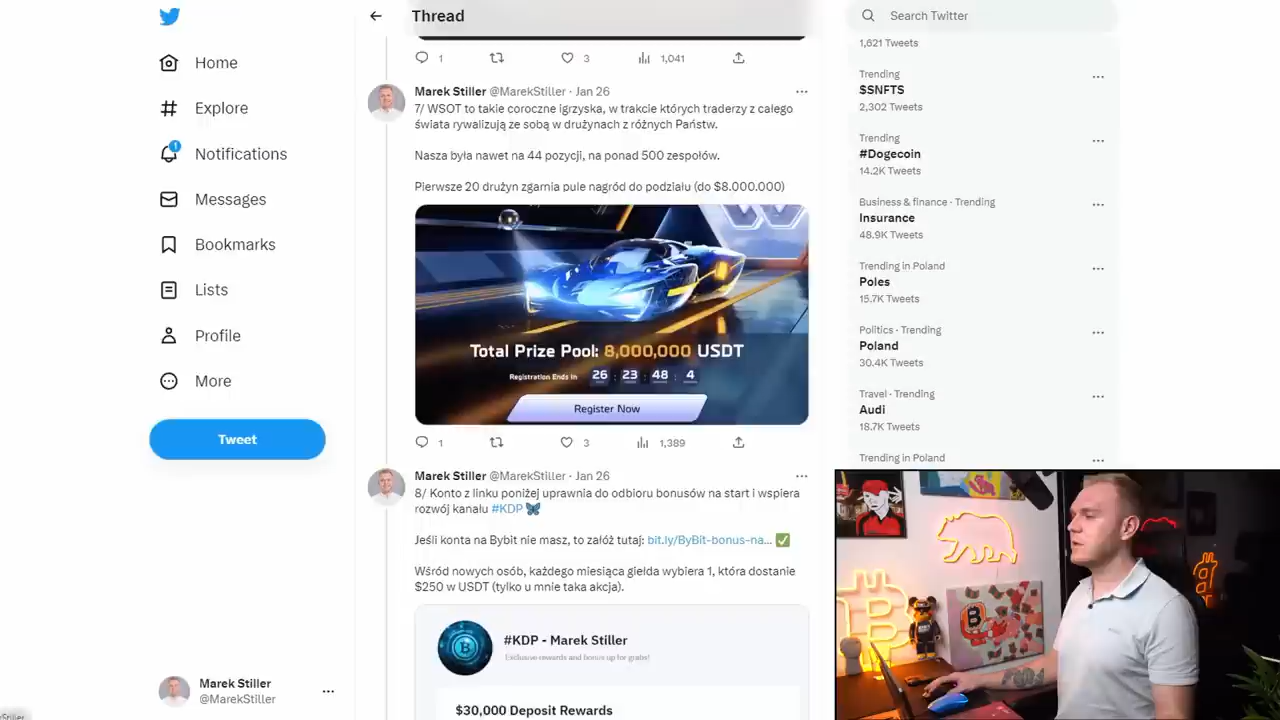 Thread
Search Twitter
Home
Explore
1
Notifications
Messages
Bookmarks
Lists
Profile
More
Tweet
Marek Stiller
@MarekStiller
1
3
1,041
Marek Stiller @MarekStiller · Jan 26
7/ WSOT to takie coroczne igrzyska, w trakcie których traderzy z całego
świata rywalizują ze sobą w drużynach z różnych Państw.
Nasza była nawet na 44 pozycji, na ponad 500 zespołów.
Pierwsze 20 drużyn zgarnia pule nagród do podziału (do $8.000.000)
Total Prize Pool: 8,000,000 USDT
Registration Ends In 26 : 23 : 48 : 4
Register Now
1
3
1,389
Marek Stiller @MarekStiller · Jan 26
8/ Konto z linku poniżej uprawnia do odbioru bonusów na start i wspiera
rozwój kanału #KDP
Jeśli konta na Bybit nie masz, to załóż tutaj: bit.ly/ByBit-bonus-na...
Wśród nowych osób, każdego miesiąca giełda wybiera 1, która dostanie
$250 w USDT (tylko u mnie taka akcja).
#KDP - Marek Stiller
Exclusive rewards and bonus up for grabs!
$30,000 Deposit Rewards
1,621 Tweets
Trending
$SNFTS
2,302 Tweets
Trending
#Dogecoin
14.2K Tweets
Business & finance · Trending
Insurance
48.9K Tweets
Trending in Poland
Poles
15.7K Tweets
Politics · Trending
Poland
30.4K Tweets
Travel · Trending
Audi
18.7K Tweets
Trending in Poland